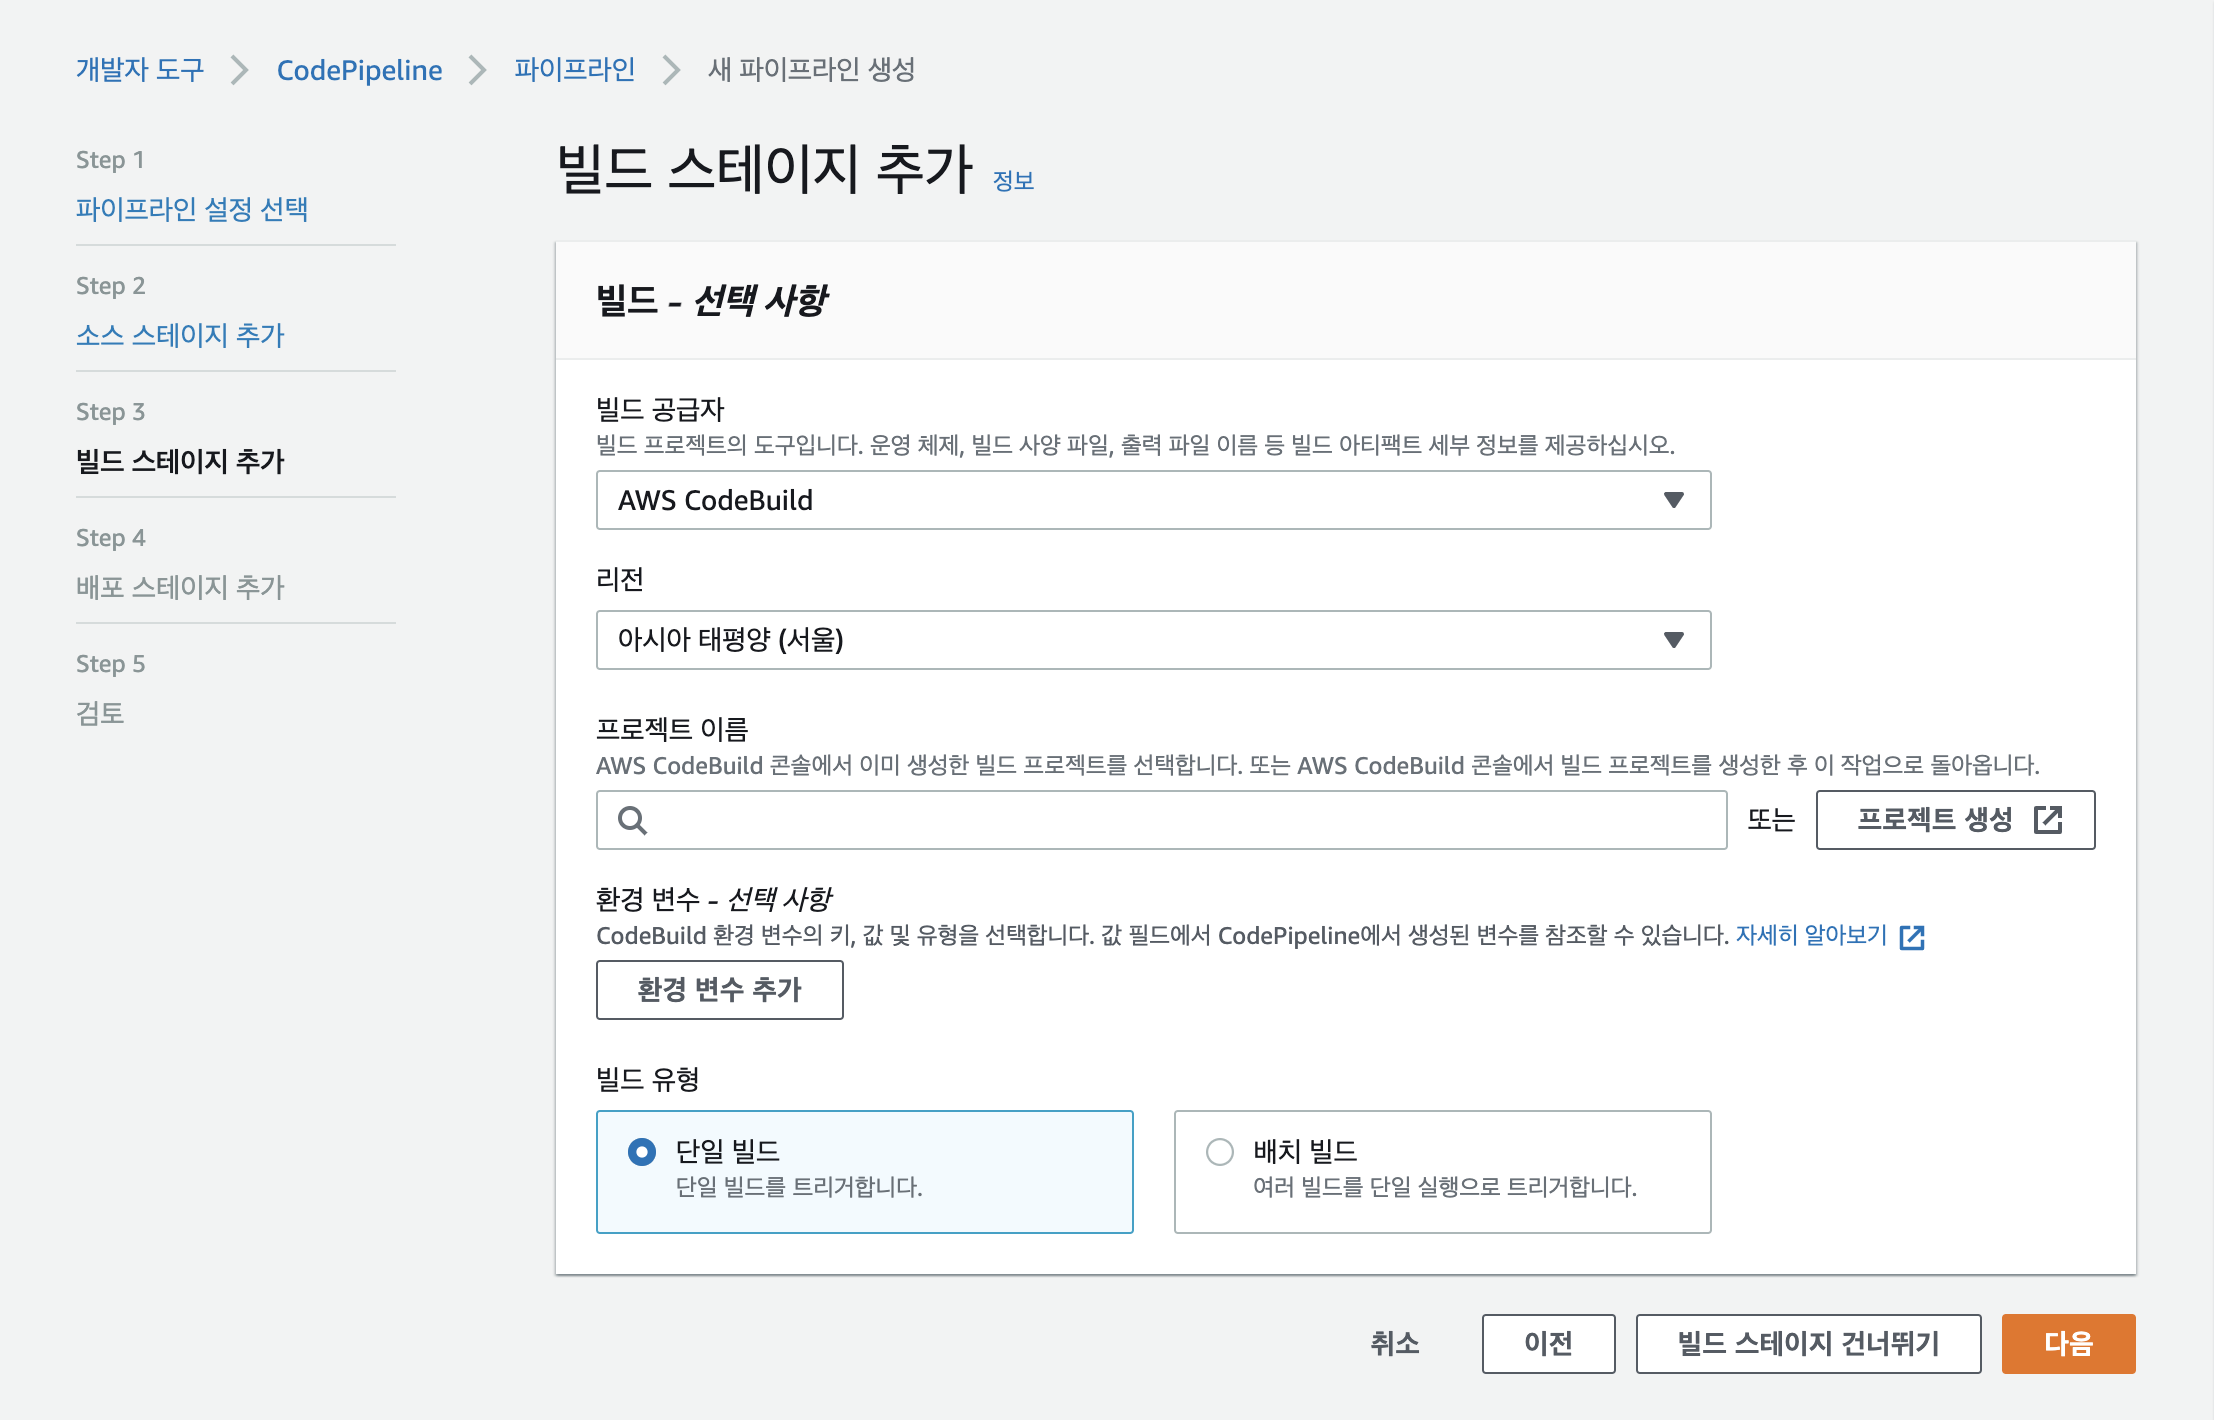 개발자 도구 > CodePipeline > 파이프라인 > 새 파이프라인 생성
Step 1
파이프라인 설정 선택
Step 2
소스 스테이지 추가
Step 3
빌드 스테이지 추가
Step 4
배포 스테이지 추가
Step 5
검토
빌드 스테이지 추가 정보
빌드 - 선택 사항
빌드 공급자
빌드 프로젝트의 도구입니다. 운영 체제, 빌드 사양 파일, 출력 파일 이름 등 빌드 아티팩트 세부 정보를 제공하십시오.
AWS CodeBuild
리전
아시아 태평양 (서울)
프로젝트 이름
AWS CodeBuild 콘솔에서 이미 생성한 빌드 프로젝트를 선택합니다. 또는 AWS CodeBuild 콘솔에서 빌드 프로젝트를 생성한 후 이 작업으로 돌아옵니다.
또는 프로젝트 생성
환경 변수 - 선택 사항
CodeBuild 환경 변수의 키, 값 및 유형을 선택합니다. 값 필드에서 CodePipeline에서 생성된 변수를 참조할 수 있습니다. 자세히 알아보기
환경 변수 추가
빌드 유형
단일 빌드
단일 빌드를 트리거합니다.
배치 빌드
여러 빌드를 단일 실행으로 트리거합니다.
취소 이전 빌드 스테이지 건너뛰기 다음